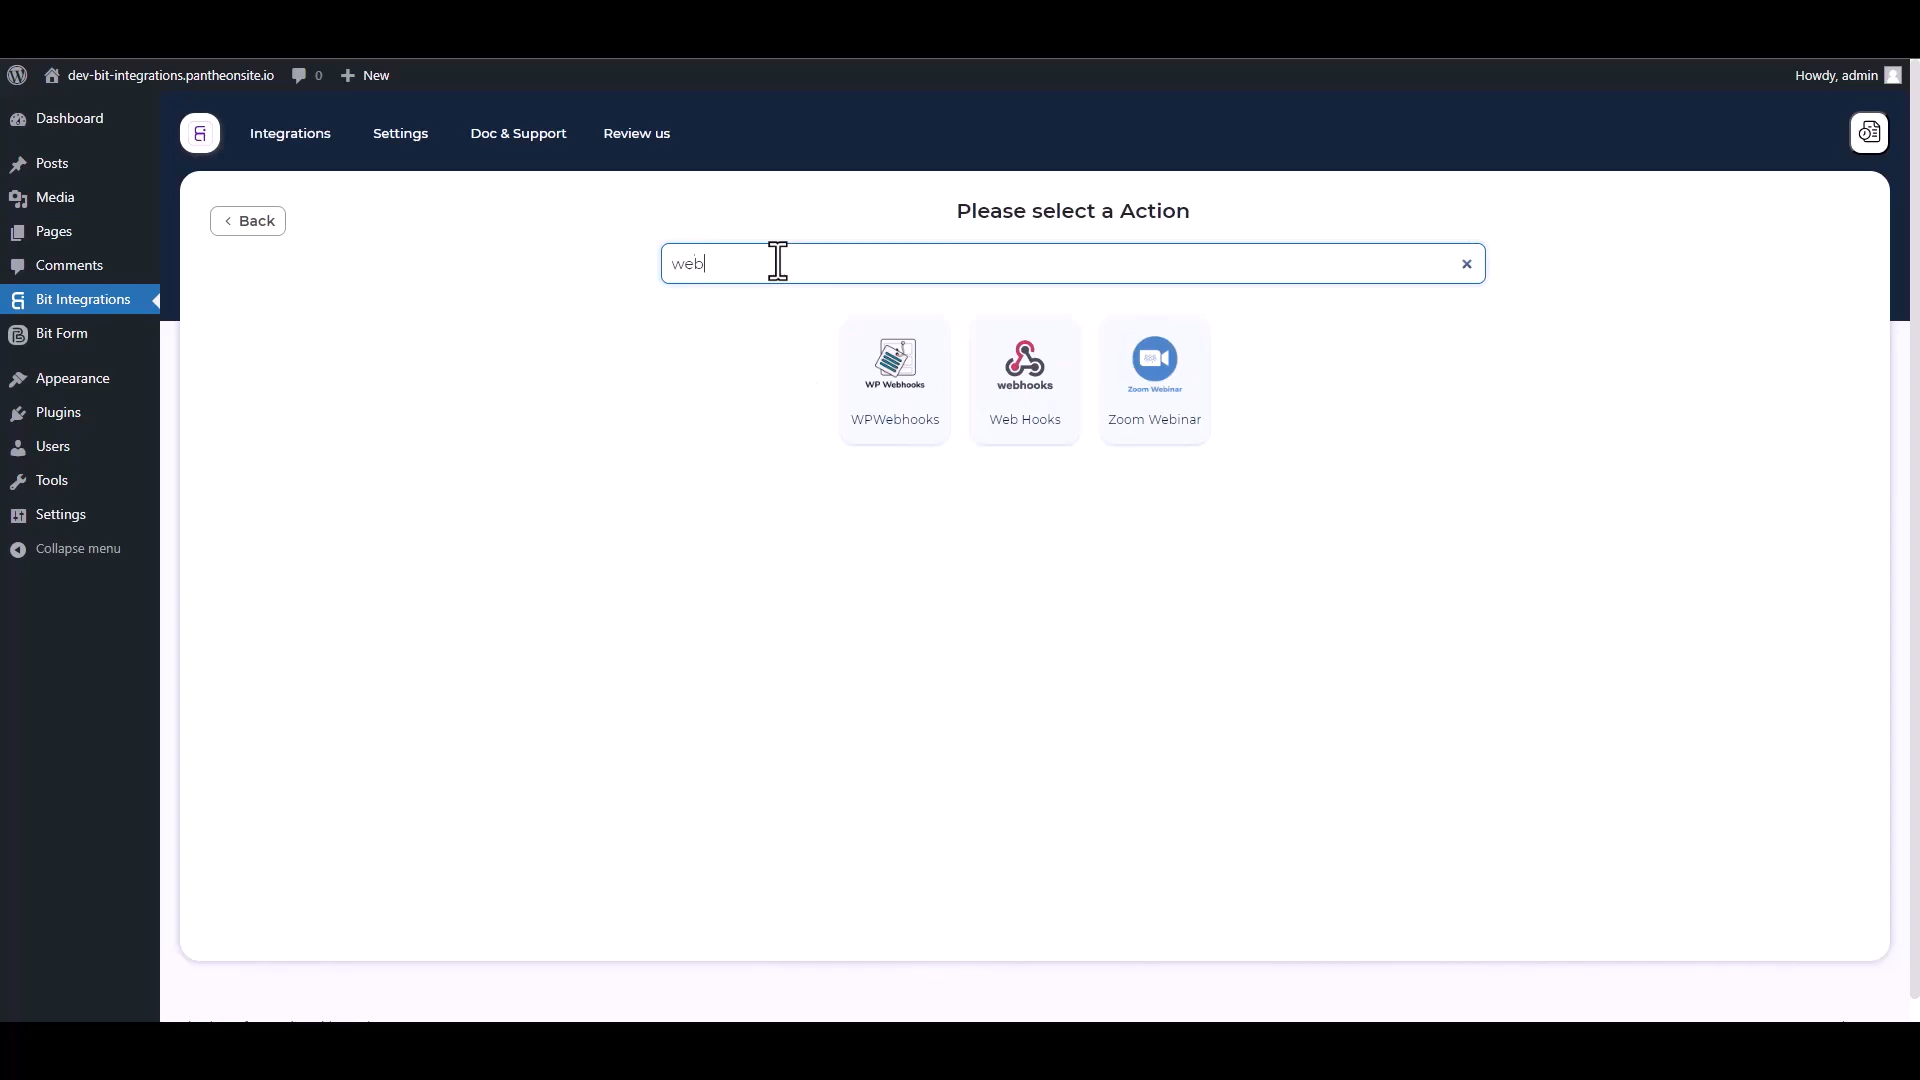 dev-bit-integrations.pantheonsite.io 0 New Howdy, admin
Dashboard
Posts
Media
Pages
Comments
Bit Integrations
Bit Form
Appearance
Plugins
Users
Tools
Settings
Collapse menu
Integrations Settings Doc & Support Review us
Back
Please select a Action
web
WP Webhooks
WPWebhooks
webhooks
Web Hooks
Zoom Webinar
Zoom Webinar